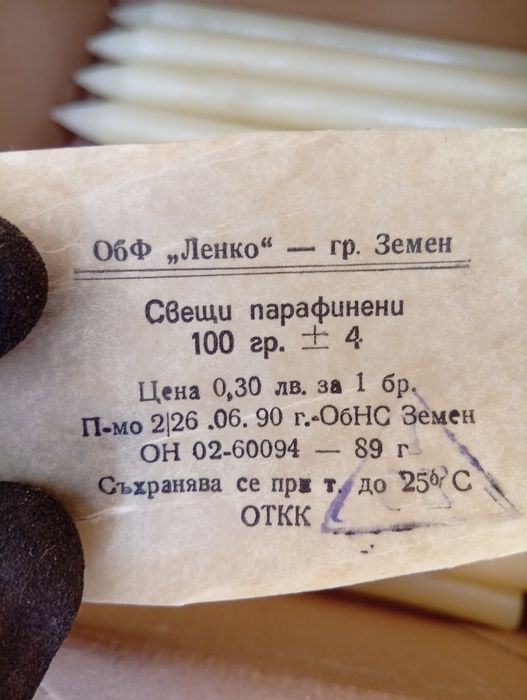 ОбФ „Ленко“ — гр. Земен
Свещи парафинени
100 гр. ± 4
Цена 0,30 лв. за 1 бр.
П-мо 2|26 .06. 90 г.-ОбНС Земен
ОН 02-60094 — 89 г
Съхранява се при т. до 25° С
ОТКК